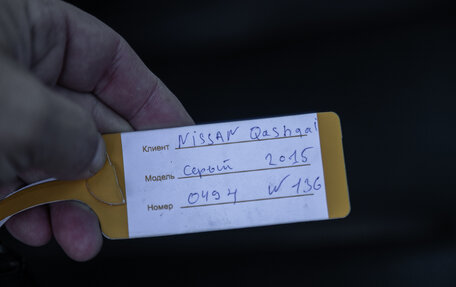 Клиент NISSAN Qashqai
Модель Серый 2015
Номер 0494 W 136